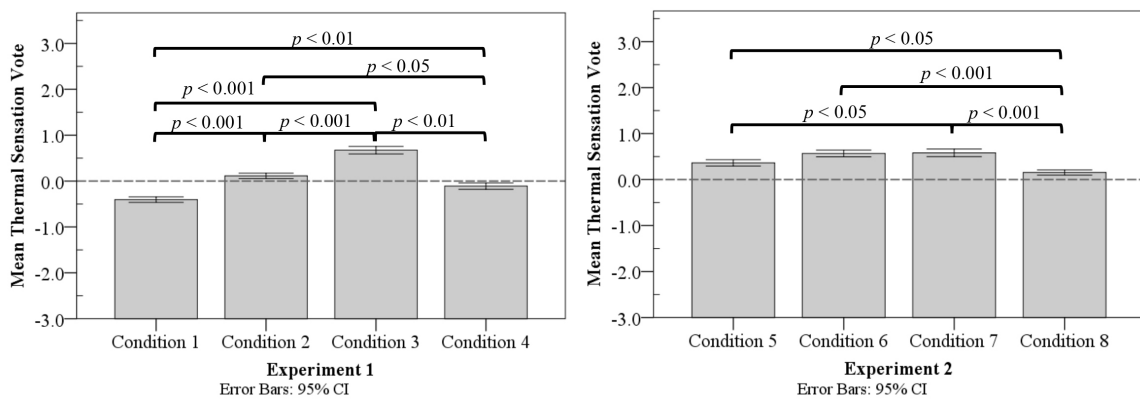 Mean Thermal Sensation Vote
3.0
2.0
1.0
0.0
-1.0
-2.0
-3.0
p < 0.01
p < 0.05
p < 0.001
p < 0.001
p < 0.001
p < 0.01
Condition 1
Condition 2
Condition 3
Condition 4
Experiment 1
Error Bars: 95% CI
Mean Thermal Sensation Vote
3.0
2.0
1.0
0.0
-1.0
-2.0
-3.0
p < 0.05
p < 0.001
p < 0.05
p < 0.001
Condition 5
Condition 6
Condition 7
Condition 8
Experiment 2
Error Bars: 95% CI